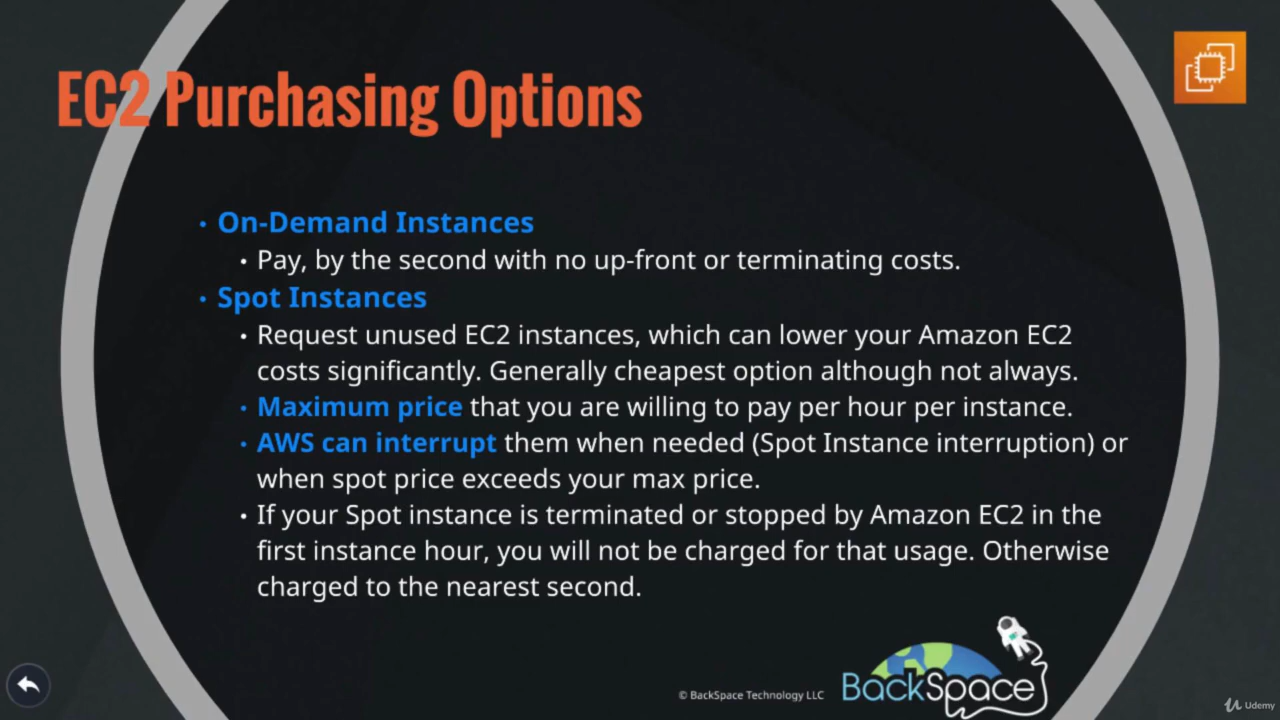 EC2 Purchasing Options
• On-Demand Instances
• Pay, by the second with no up-front or terminating costs.
• Spot Instances
• Request unused EC2 instances, which can lower your Amazon EC2
costs significantly. Generally cheapest option although not always.
• Maximum price that you are willing to pay per hour per instance.
• AWS can interrupt them when needed (Spot Instance interruption) or
when spot price exceeds your max price.
• If your Spot instance is terminated or stopped by Amazon EC2 in the
first instance hour, you will not be charged for that usage. Otherwise
charged to the nearest second.
© BackSpace Technology LLC
BackSpace
Udemy